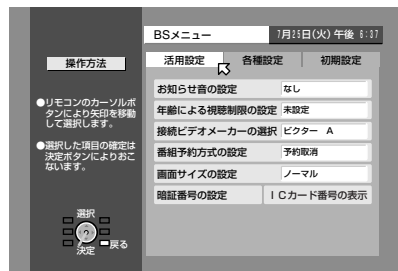 BSメニュー
7月25日(火)午後 6:37
操作方法
活用設定 各種設定 初期設定
●リモコンのカーソルボ
タンにより矢印を移動
して選択します。
●選択した項目の確定は
決定ボタンによりおこ
ないます。
お知らせ音の設定 なし
年齢による視聴制限の設定 未設定
接続ビデオメーカーの選択 ビクター A
番組予約方式の設定 予約取消
画面サイズの設定 ノーマル
暗証番号の設定 ICカード番号の表示
選択
戻る
決定